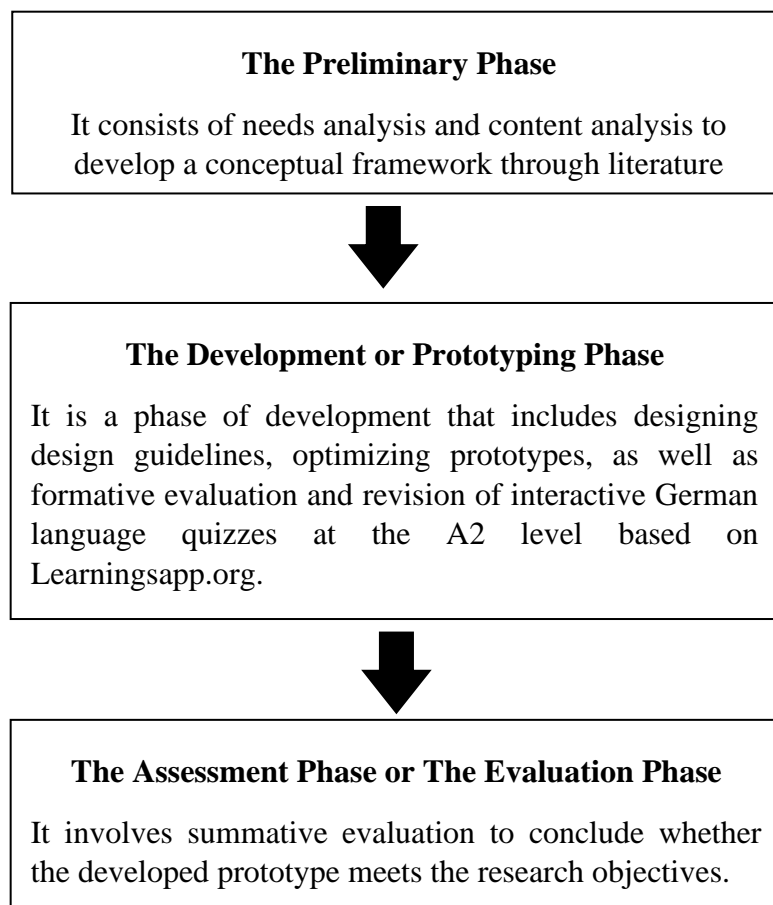 The Preliminary Phase
It consists of needs analysis and content analysis to
develop a conceptual framework through literature
The Development or Prototyping Phase
It is a phase of development that includes designing
design guidelines, optimizing prototypes, as well as
formative evaluation and revision of interactive German
language quizzes at the A2 level based on
Learningsapp.org.
The Assessment Phase or The Evaluation Phase
It involves summative evaluation to conclude whether
the developed prototype meets the research objectives.